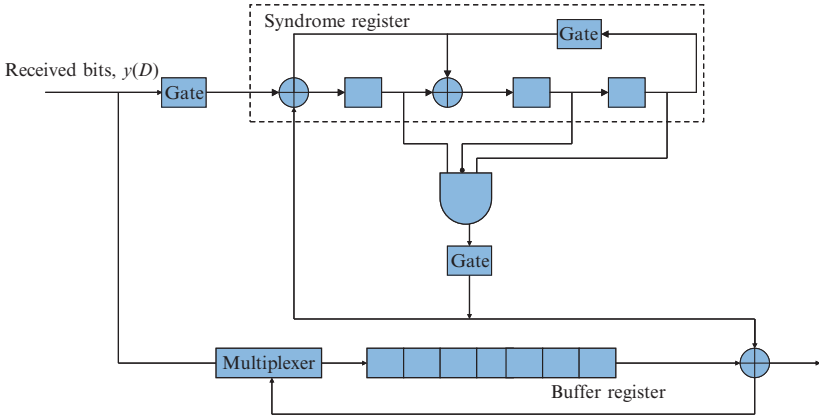 Syndrome register
Gate
Received bits, y(D)
Gate
Gate
Multiplexer
Buffer register